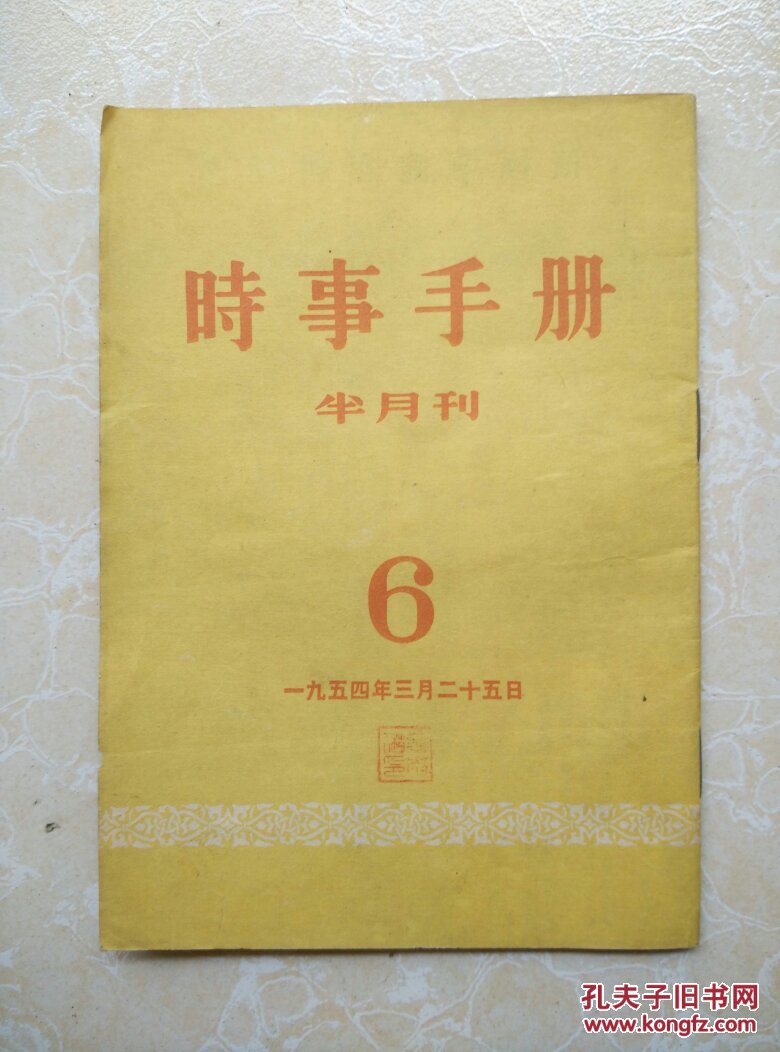 時事手册
半月刊
6
一九五四年三月二十五日
孔夫子旧书网
www.kongfz.com